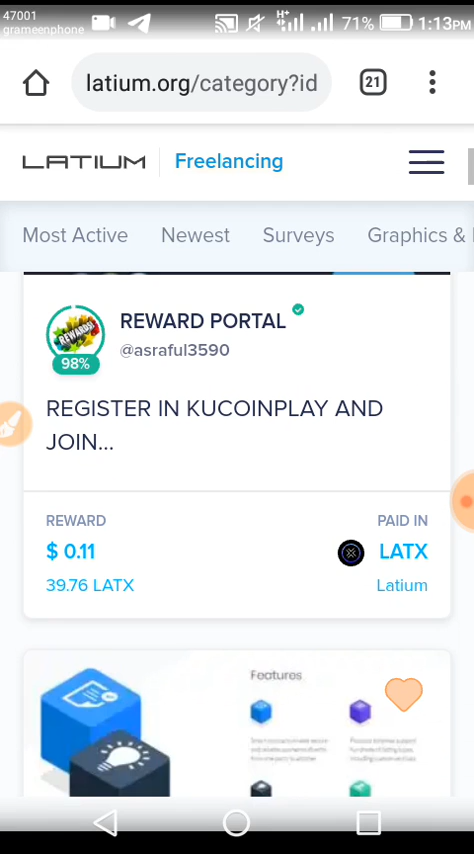 47001
grameenphone
H+
71%
1:13PM
latium.org/category?id
21
LATIUM
Freelancing
Most Active
Newest
Surveys
Graphics &
REWARDS!
98%
REWARD PORTAL
@asraful3590
REGISTER IN KUCOINPLAY AND
JOIN...
REWARD
PAID IN
$ 0.11
LATX
39.76 LATX
Latium
Features